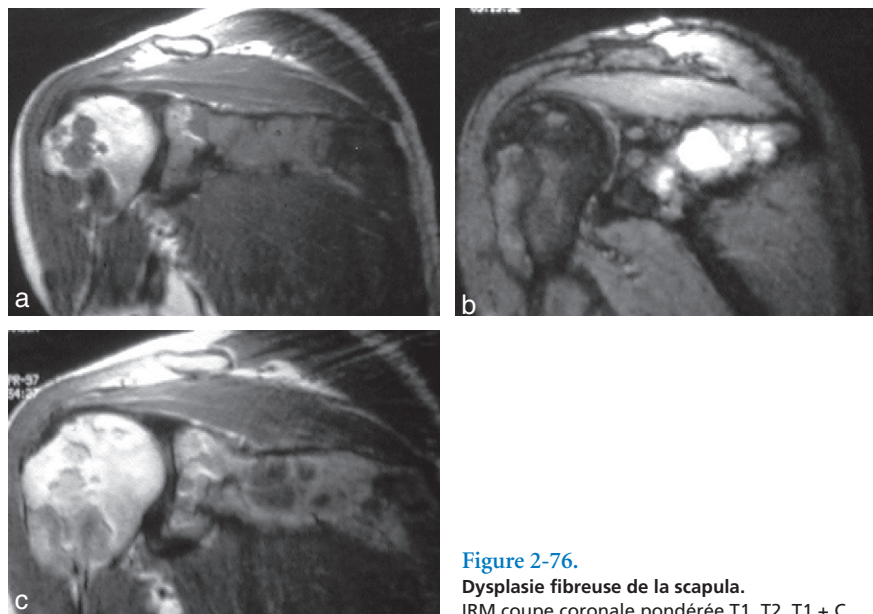 a
b
c
Figure 2-76.
Dysplasie fibreuse de la scapula.
IRM coupe coronale pondérée T1, T2, T1 + C